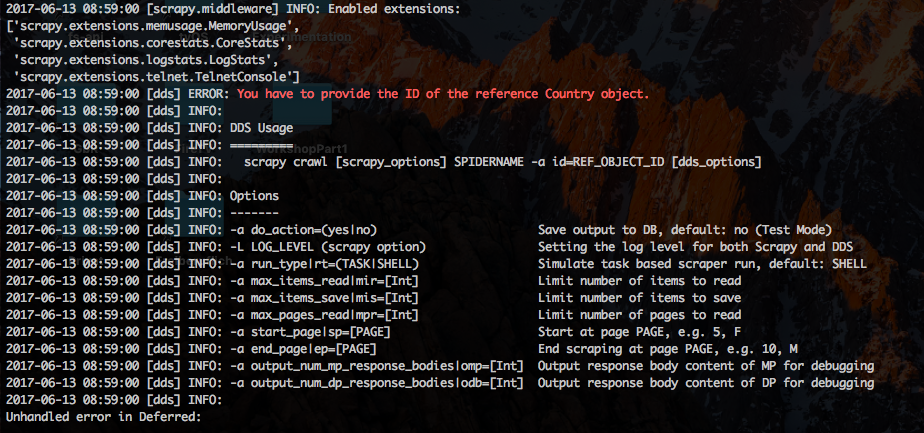 2017-06-13 08:59:00 [scrapy.middleware] INFO: Enabled extensions:
['scrapy.extensions.memusage.MemoryUsage',
'scrapy.extensions.corestats.CoreStats',
'scrapy.extensions.logstats.LogStats',
'scrapy.extensions.telnet.TelnetConsole']
2017-06-13 08:59:00 [dds] ERROR: You have to provide the ID of the reference Country object.
2017-06-13 08:59:00 [dds] INFO:
2017-06-13 08:59:00 [dds] INFO: DDS Usage
2017-06-13 08:59:00 [dds] INFO: =========
2017-06-13 08:59:00 [dds] INFO:   scrapy crawl [scrapy_options] SPIDERNAME -a id=REF_OBJECT_ID [dds_options]
2017-06-13 08:59:00 [dds] INFO:
2017-06-13 08:59:00 [dds] INFO: Options
2017-06-13 08:59:00 [dds] INFO: -------
2017-06-13 08:59:00 [dds] INFO: -a do_action=(yes|no)                       Save output to DB, default: no (Test Mode)
2017-06-13 08:59:00 [dds] INFO: -L LOG_LEVEL (scrapy option)                Setting the log level for both Scrapy and DDS
2017-06-13 08:59:00 [dds] INFO: -a run_type|rt=(TASK|SHELL)                 Simulate task based scraper run, default: SHELL
2017-06-13 08:59:00 [dds] INFO: -a max_items_read|mir=[Int]                 Limit number of items to read
2017-06-13 08:59:00 [dds] INFO: -a max_items_save|mis=[Int]                 Limit number of items to save
2017-06-13 08:59:00 [dds] INFO: -a max_pages_read|mpr=[Int]                 Limit number of pages to read
2017-06-13 08:59:00 [dds] INFO: -a start_page|sp=[PAGE]                     Start at page PAGE, e.g. 5, F
2017-06-13 08:59:00 [dds] INFO: -a end_page|ep=[PAGE]                       End scraping at page PAGE, e.g. 10, M
2017-06-13 08:59:00 [dds] INFO: -a output_num_mp_response_bodies|omp=[Int]  Output response body content of MP for debugging
2017-06-13 08:59:00 [dds] INFO: -a output_num_dp_response_bodies|odb=[Int]  Output response body content of DP for debugging
2017-06-13 08:59:00 [dds] INFO:
Unhandled error in Deferred: